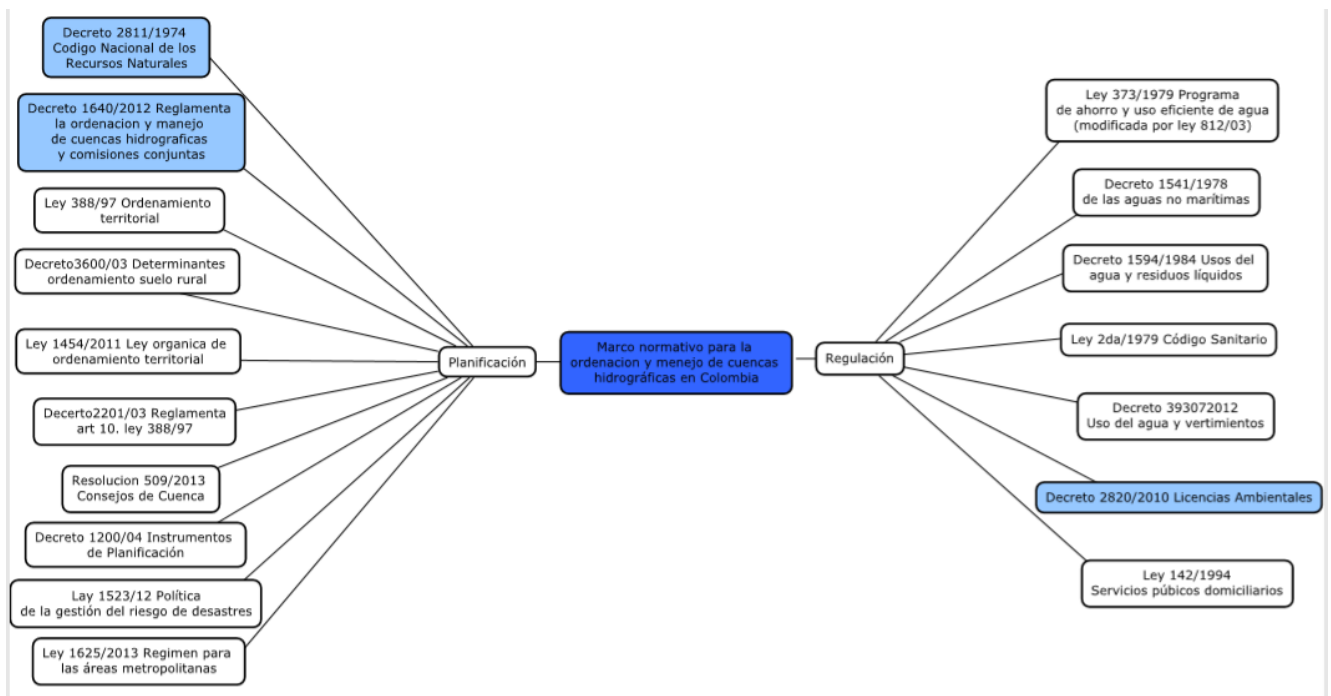 Decreto 2811/1974
Codigo Nacional de los
Recursos Naturales
Decreto 1640/2012 Reglamenta
la ordenacion y manejo
de cuencas hidrograficas
y comisiones conjuntas
Ley 388/97 Ordenamiento
territorial
Decreto3600/03 Determinantes
ordenamiento suelo rural
Ley 1454/2011 Ley organica de
ordenamiento territorial
Decerto2201/03 Reglamenta
art 10. ley 388/97
Resolucion 509/2013
Consejos de Cuenca
Decreto 1200/04 Instrumentos
de Planificación
Lay 1523/12 Política
de la gestión del riesgo de desastres
Ley 1625/2013 Regimen para
las áreas metropolitanas
Planificación
Marco normativo para la
ordenacion y menejo de cuencas
hidrográficas en Colombia
Regulación
Ley 373/1979 Programa
de ahorro y uso eficiente de agua
(modificada por ley 812/03)
Decreto 1541/1978
de las aguas no marítimas
Decreto 1594/1984 Usos del
agua y residuos líquidos
Ley 2da/1979 Código Sanitario
Decreto 393072012
Uso del agua y vertimientos
Decreto 2820/2010 Licencias Ambientales
Ley 142/1994
Servicios púbicos domiciliarios